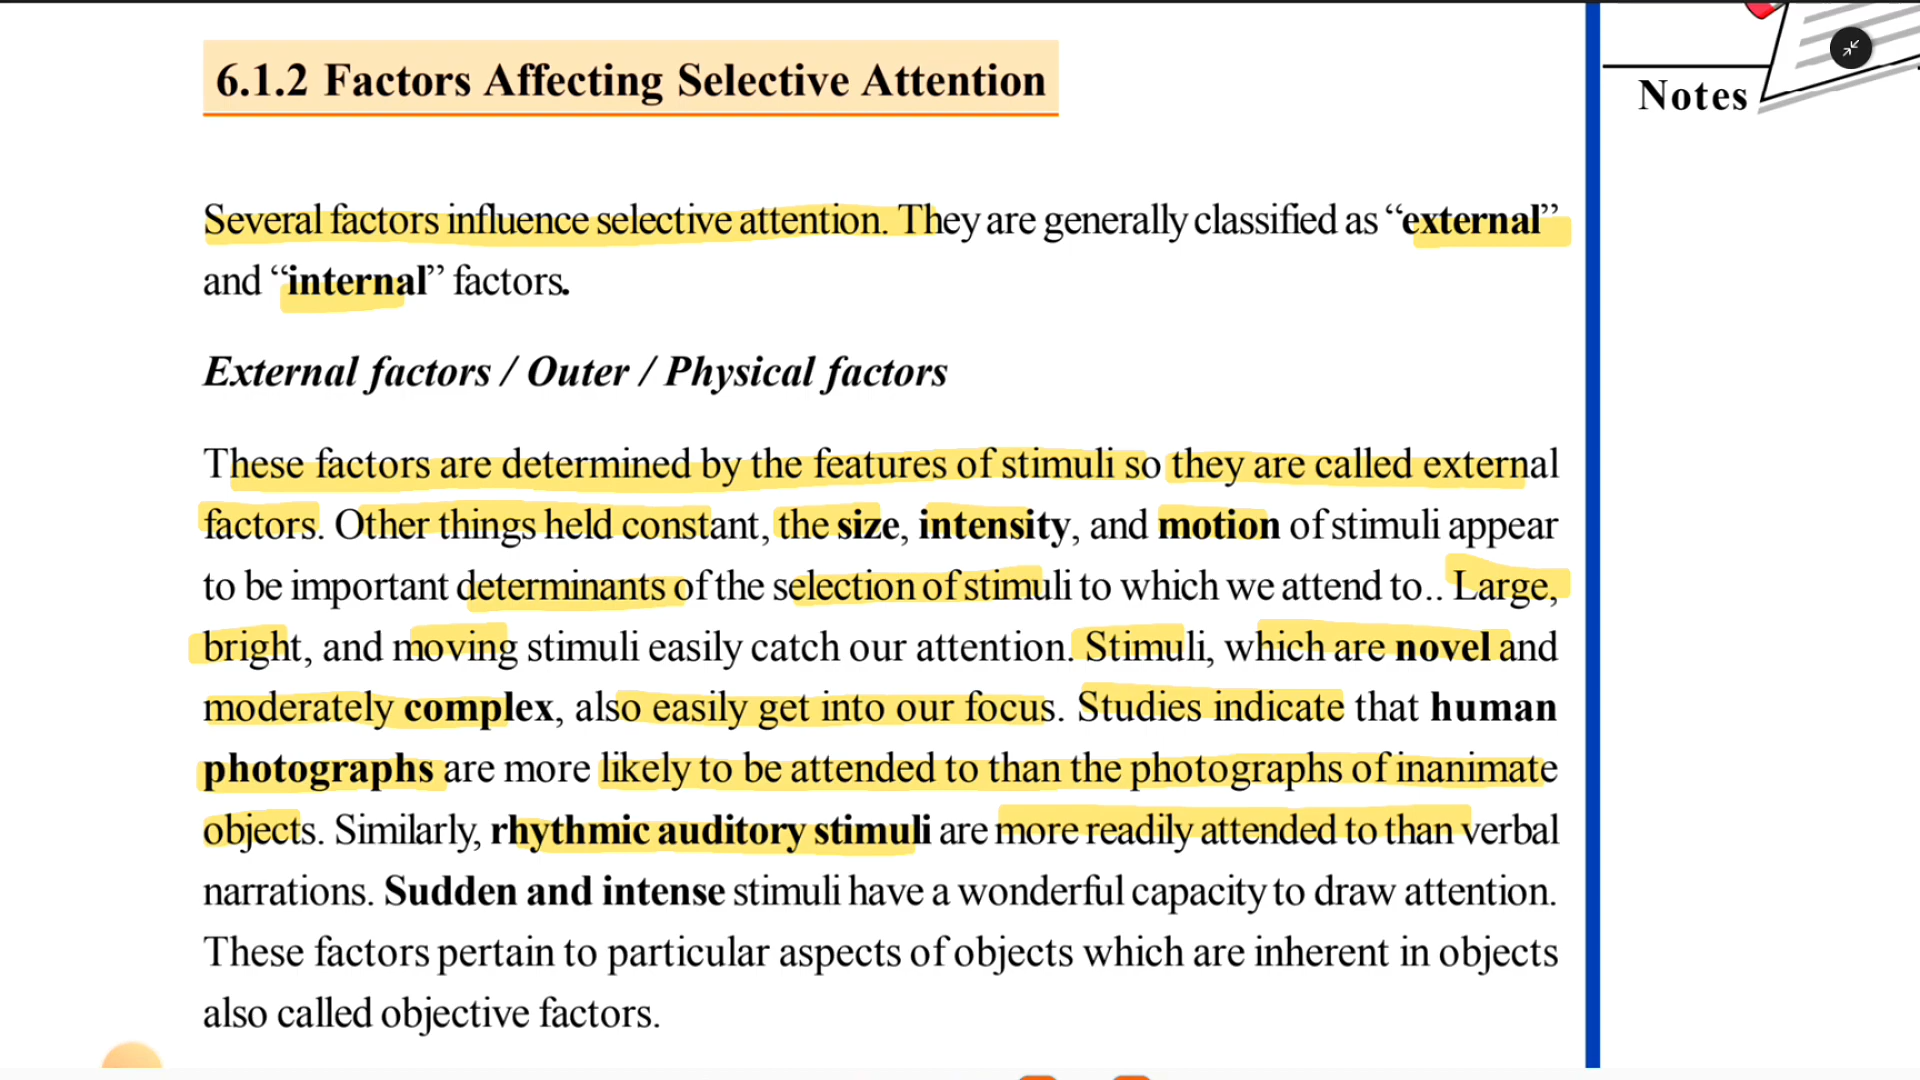 6.1.2 Factors Affecting Selective Attention
Notes
Several factors influence selective attention. They are generally classified as “external”
and “internal” factors.
External factors / Outer / Physical factors
These factors are determined by the features of stimuli so they are called external
factors. Other things held constant, the size, intensity, and motion of stimuli appear
to be important determinants of the selection of stimuli to which we attend to.. Large,
bright, and moving stimuli easily catch our attention. Stimuli, which are novel and
moderately complex, also easily get into our focus. Studies indicate that human
photographs are more likely to be attended to than the photographs of inanimate
objects. Similarly, rhythmic auditory stimuli are more readily attended to than verbal
narrations. Sudden and intense stimuli have a wonderful capacity to draw attention.
These factors pertain to particular aspects of objects which are inherent in objects
also called objective factors.